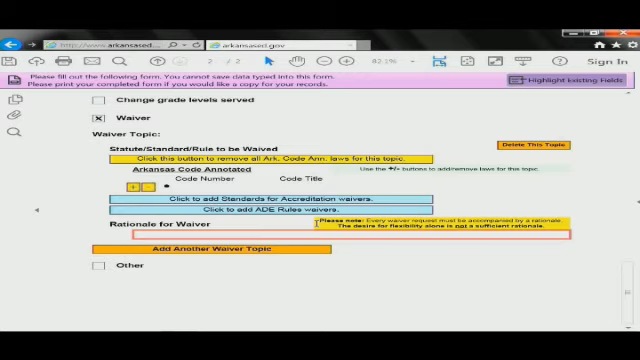 http://www.arkansased.
arkansased.gov
2 / 2
82.1%
Sign In
Please fill out the following form. You cannot save data typed into this form.
Please print your completed form if you would like a copy for your records.
Highlight Existing Fields
Change grade levels served
Waiver
Waiver Topic:
Delete This Topic
Statute/Standard/Rule to be Waived
Click this button to remove all Ark. Code Ann. laws for this topic.
Arkansas Code Annotated
Use the +/- buttons to add/remove laws for this topic.
Code Number Code Title
+ -
Click to add Standards for Accreditation waivers.
Click to add ADE Rules waivers.
Rationale for Waiver
Please note: Every waiver request must be accompanied by a rationale.
The desire for flexibility alone is not a sufficient rationale.
Add Another Waiver Topic
Other